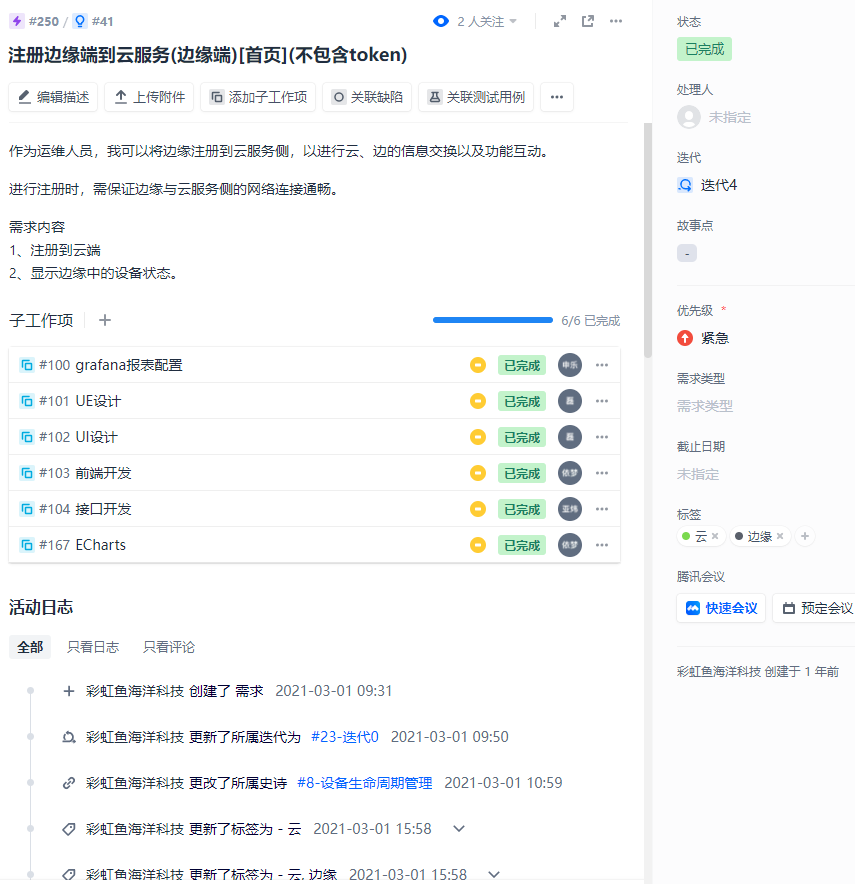 #250 / #41
2 人关注
注册边缘端到云服务(边缘端)[首页](不包含token)
编辑描述 上传附件 添加子工作项 关联缺陷 关联测试用例
作为运维人员，我可以将边缘注册到云服务侧，以进行云、边的信息交换以及功能互动。
进行注册时，需保证边缘与云服务侧的网络连接通畅。
需求内容
1、注册到云端
2、显示边缘中的设备状态。
子工作项 6/6 已完成
#100 grafana报表配置 已完成 申乐
#101 UE设计 已完成 磊
#102 UI设计 已完成 磊
#103 前端开发 已完成 依梦
#104 接口开发 已完成
#167 ECharts 已完成 依梦
活动日志
全部 只看日志 只看评论
彩虹鱼海洋科技 创建了 需求 2021-03-01 09:31
彩虹鱼海洋科技 更新了所属迭代为 #23-迭代0 2021-03-01 09:50
彩虹鱼海洋科技 更改了所属史诗 #8-设备生命周期管理 2021-03-01 10:59
彩虹鱼海洋科技 更新了标签为 - 云 2021-03-01 15:58
彩虹鱼海洋科技 更新了标签为 - 云, 边缘 2021-03-01 15:58
状态
已完成
处理人
未指定
迭代
迭代4
故事点
-
优先级 *
紧急
需求类型
需求类型
截止日期
未指定
标签
云 × 边缘 × +
腾讯会议
快速会议 预定会议
彩虹鱼海洋科技 创建于 1 年前